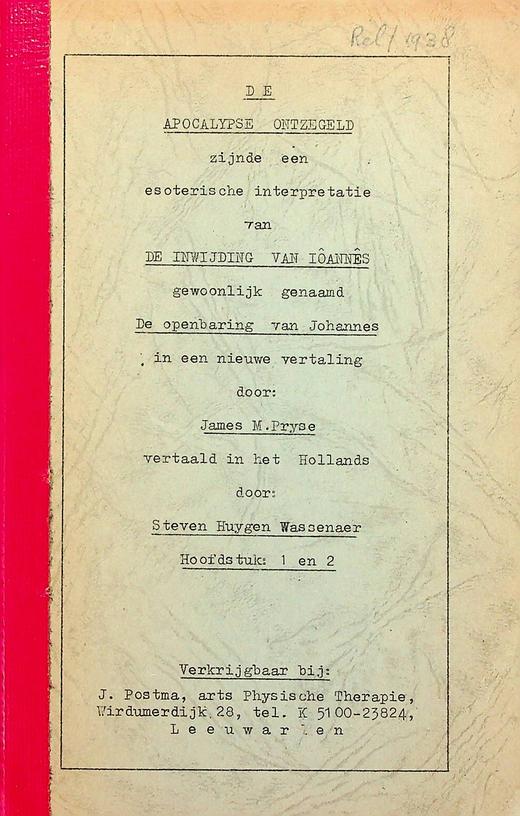 Rel/ 1938
D E
APOCALYPSE ONTZEGELD
zijnde een
esoterische interpretatie
van
DE INWIJDING VAN IÔANNÊS
gewoonlijk genaamd
De openbaring van Johannes
in een nieuwe vertaling
door:
James M.Pryse
vertaald in het Hollands
door:
Steven Huygen Wassenaer
Hoofdstuk: 1 en 2
Verkrijgbaar bij:
J. Postma, arts Physische Therapie,
Wirdumerdijk 28, tel. K 5100-23824,
L e e u w a r d e n